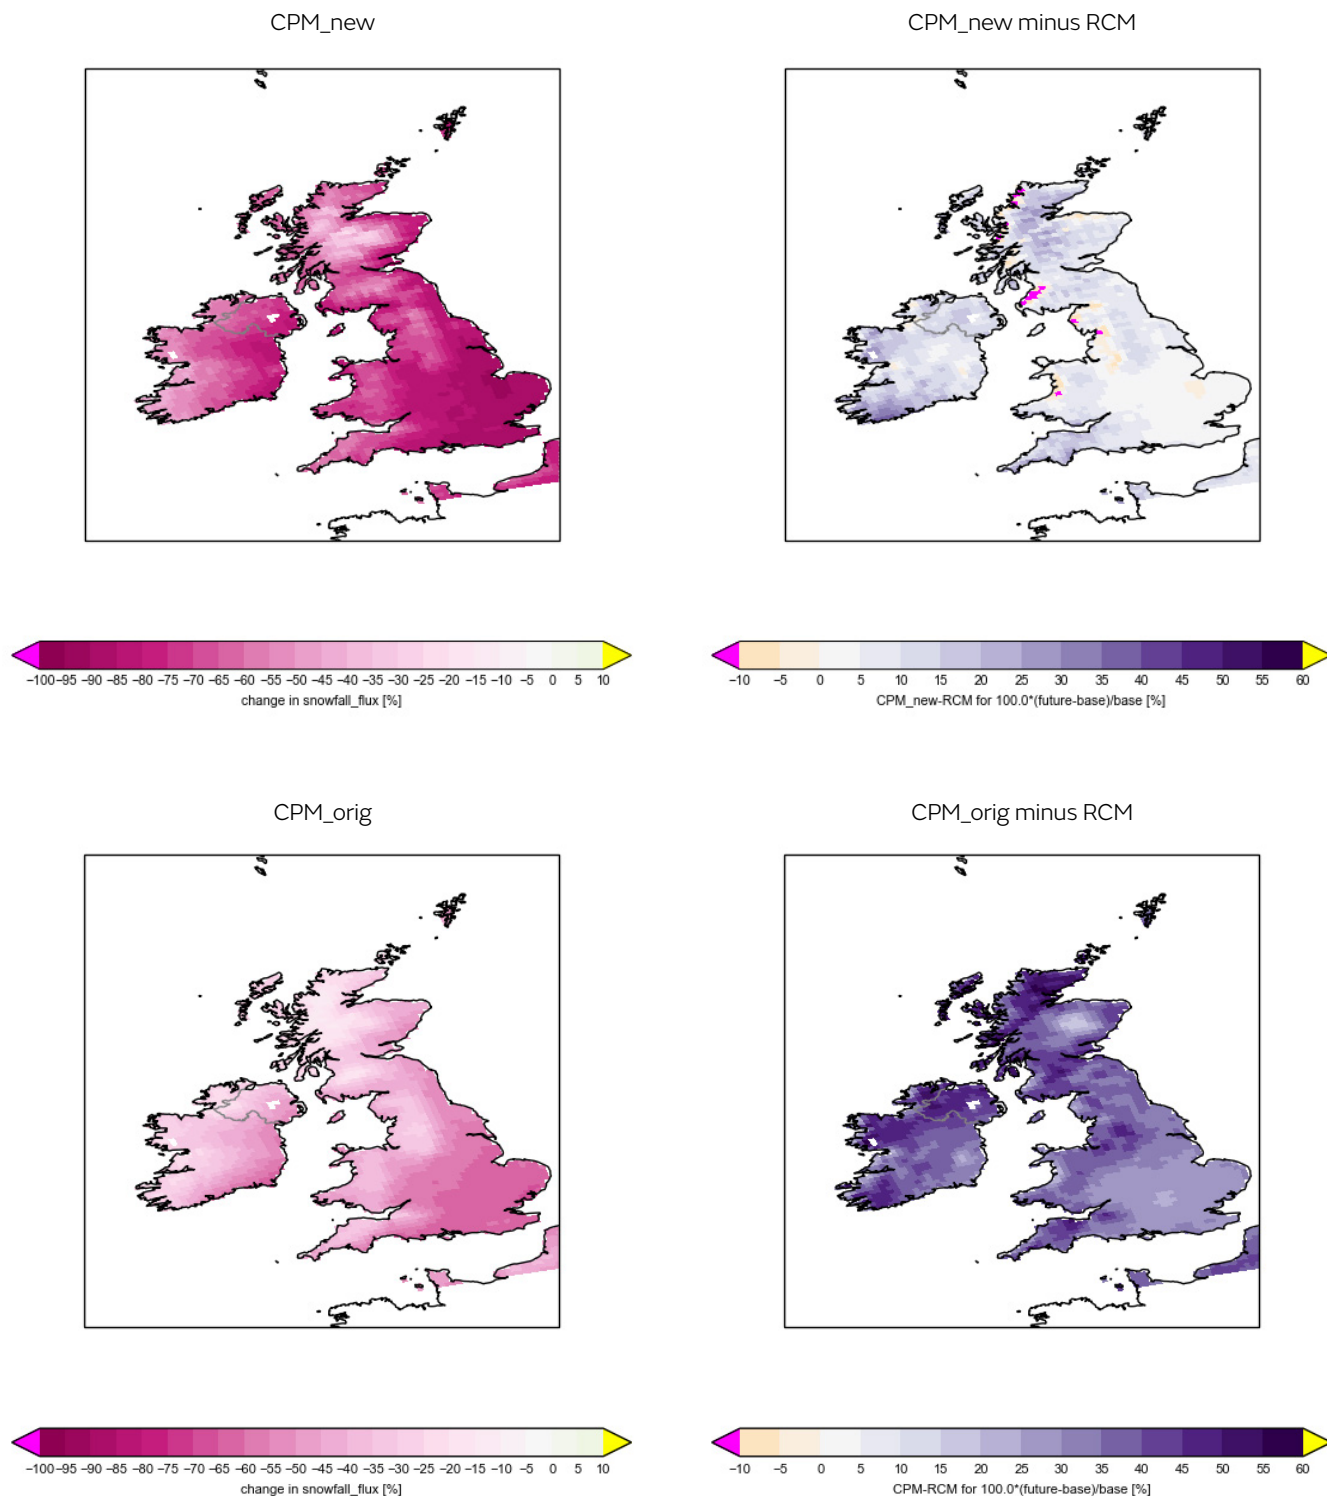 CPM_new
CPM_new minus RCM
−100−95 −90 −85 −80 −75 −70 −65 −60 −55 −50 −45 −40 −35 −30 −25 −20 −15 −10 −5 0 5 10
change in snowfall_flux [%]
−10 −5 0 5 10 15 20 25 30 35 40 45 50 55 60
CPM_new-RCM for 100.0*(future-base)/base [%]
CPM_orig
CPM_orig minus RCM
−100−95 −90 −85 −80 −75 −70 −65 −60 −55 −50 −45 −40 −35 −30 −25 −20 −15 −10 −5 0 5 10
change in snowfall_flux [%]
−10 −5 0 5 10 15 20 25 30 35 40 45 50 55 60
CPM-RCM for 100.0*(future-base)/base [%]